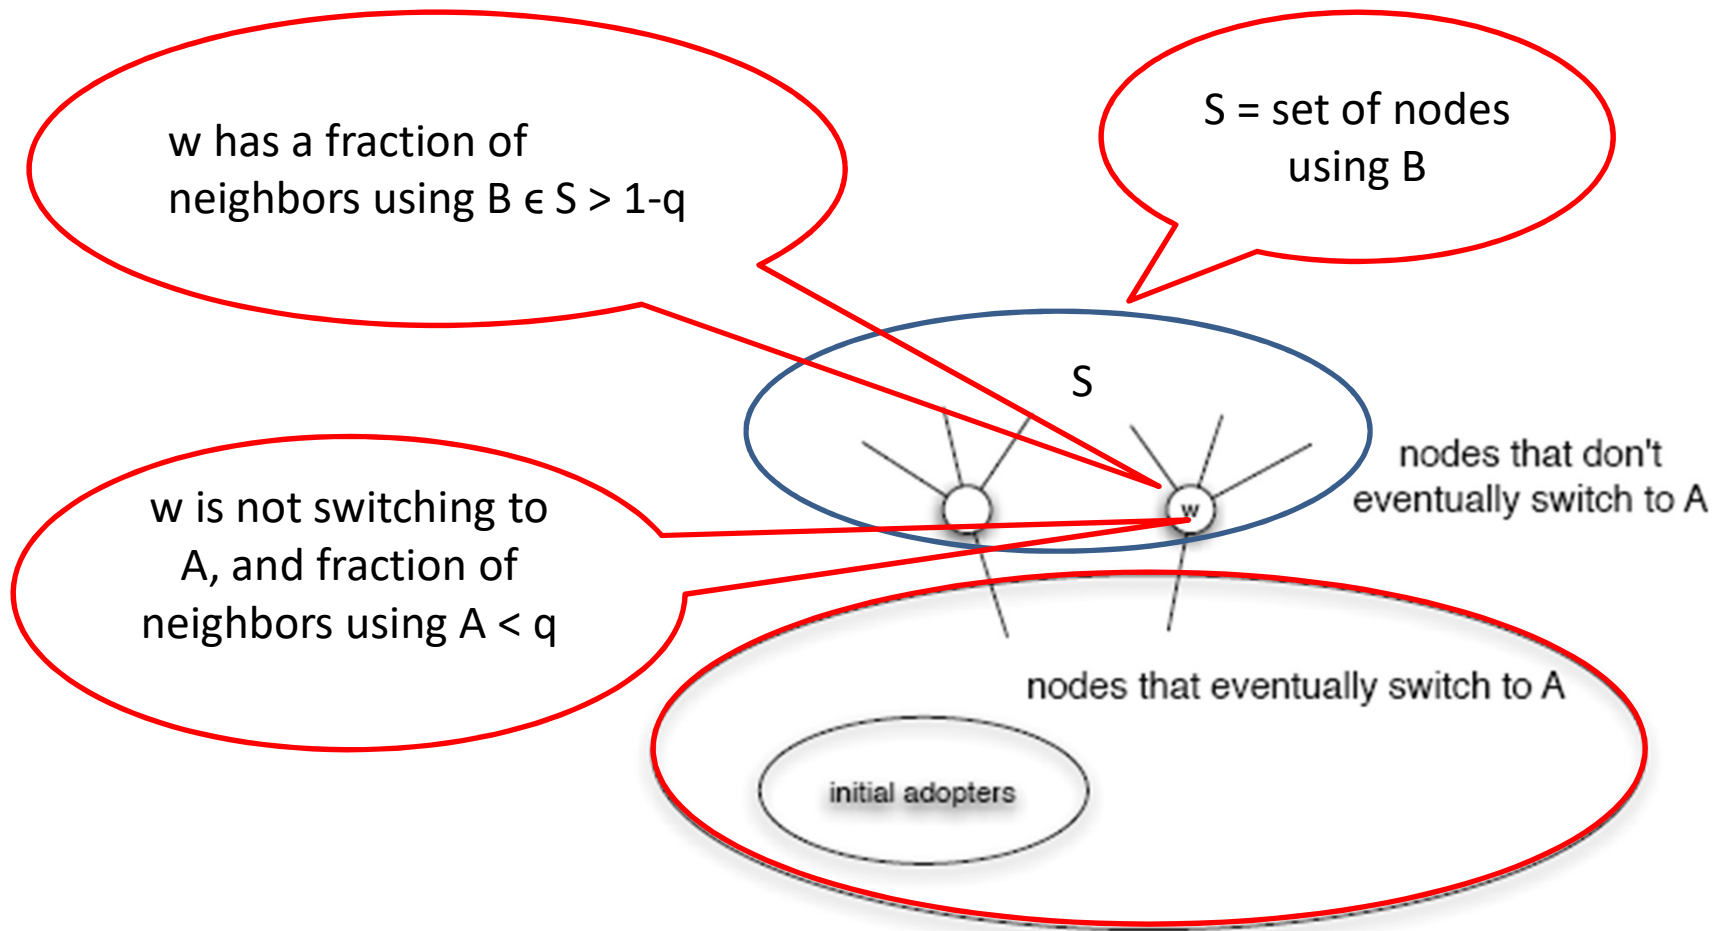 w has a fraction of
neighbors using B ϵ S > 1-q
S = set of nodes
using B
S
nodes that don't
eventually switch to A
w
w is not switching to
A, and fraction of
neighbors using A < q
nodes that eventually switch to A
initial adopters